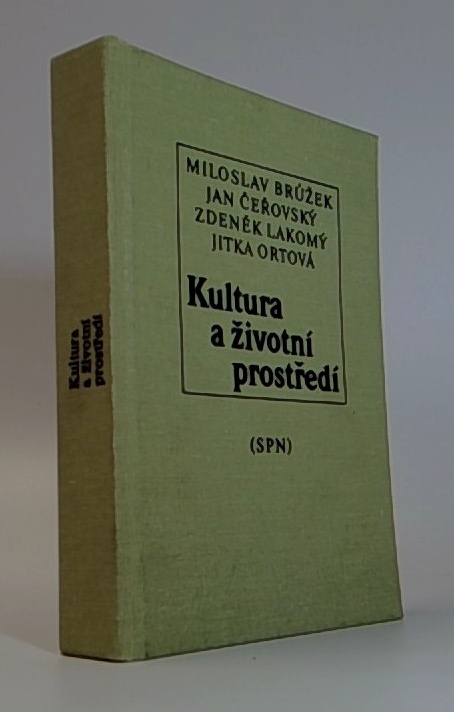 MILOSLAV BRŮŽEK
JAN ČEŘOVSKÝ
ZDENĚK LAKOMÝ
JITKA ORTOVÁ
Kultura
a životní
prostředí
(SPN)
Kultura
a životní
prostředí